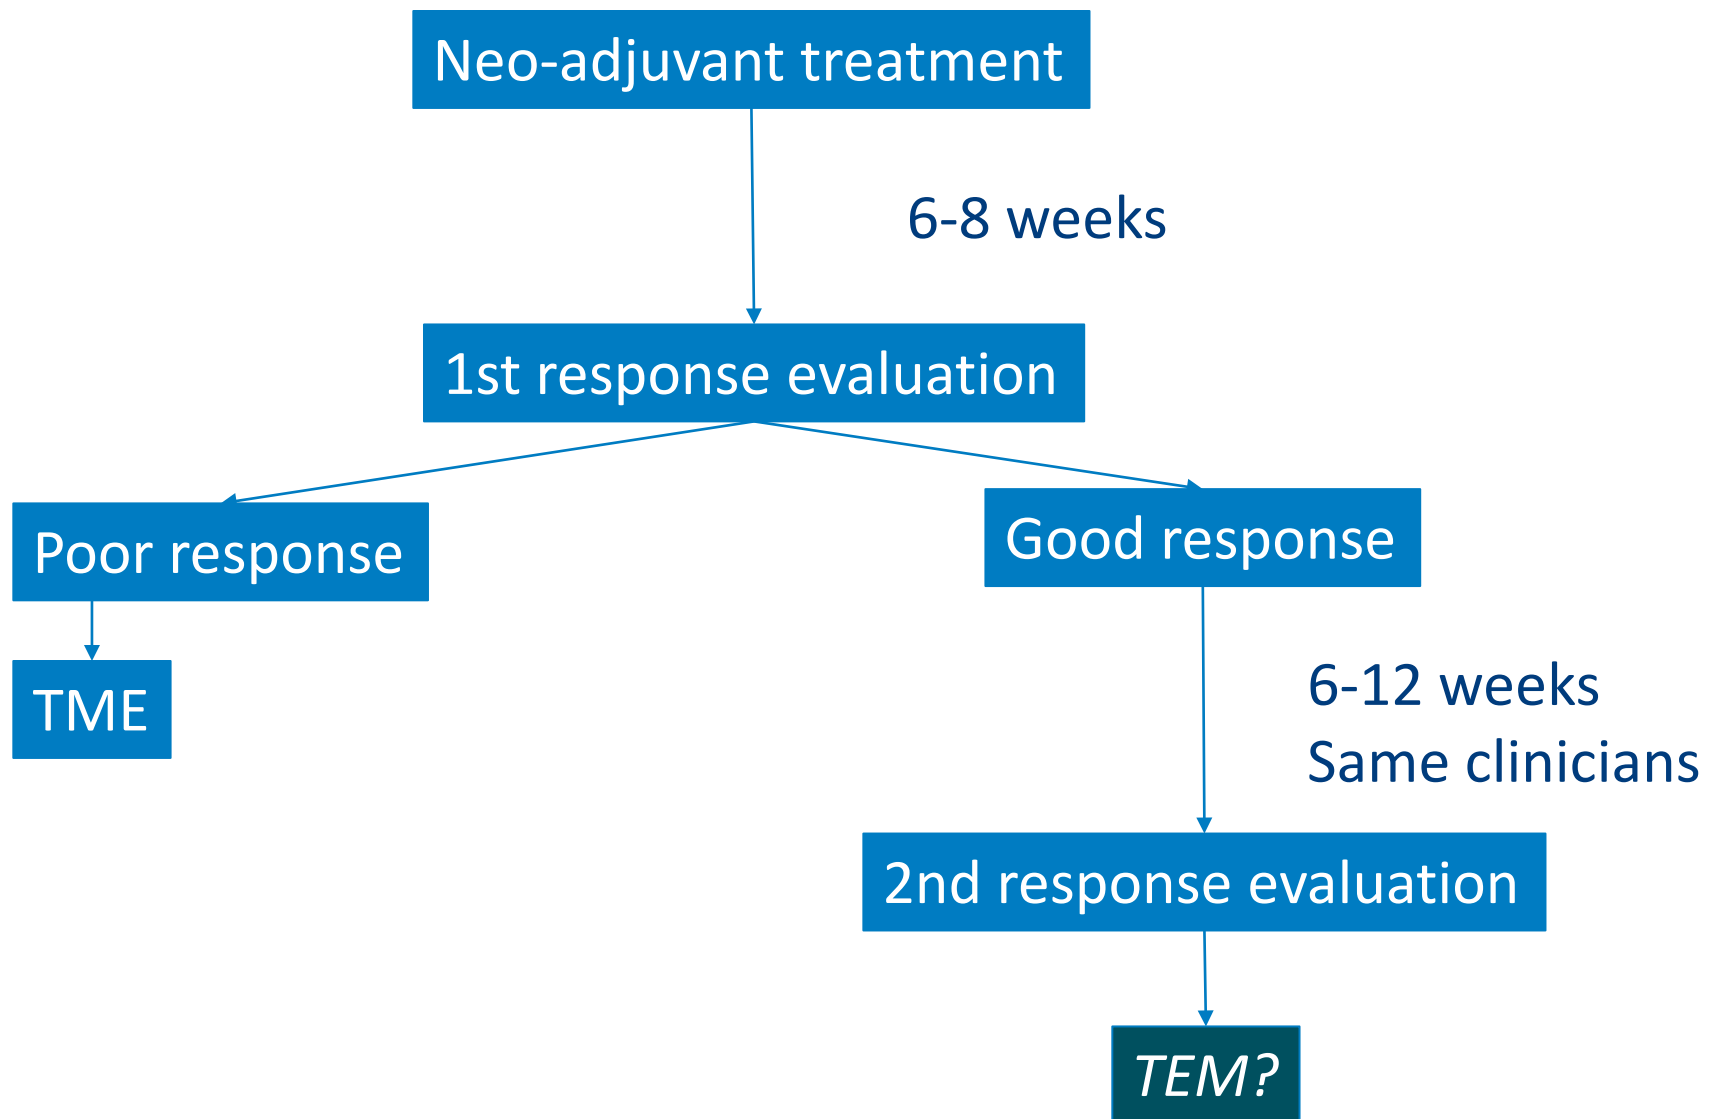 Neo-adjuvant treatment
6-8 weeks
1st response evaluation
Poor response
Good response
TME
6-12 weeks
Same clinicians
2nd response evaluation
TEM?